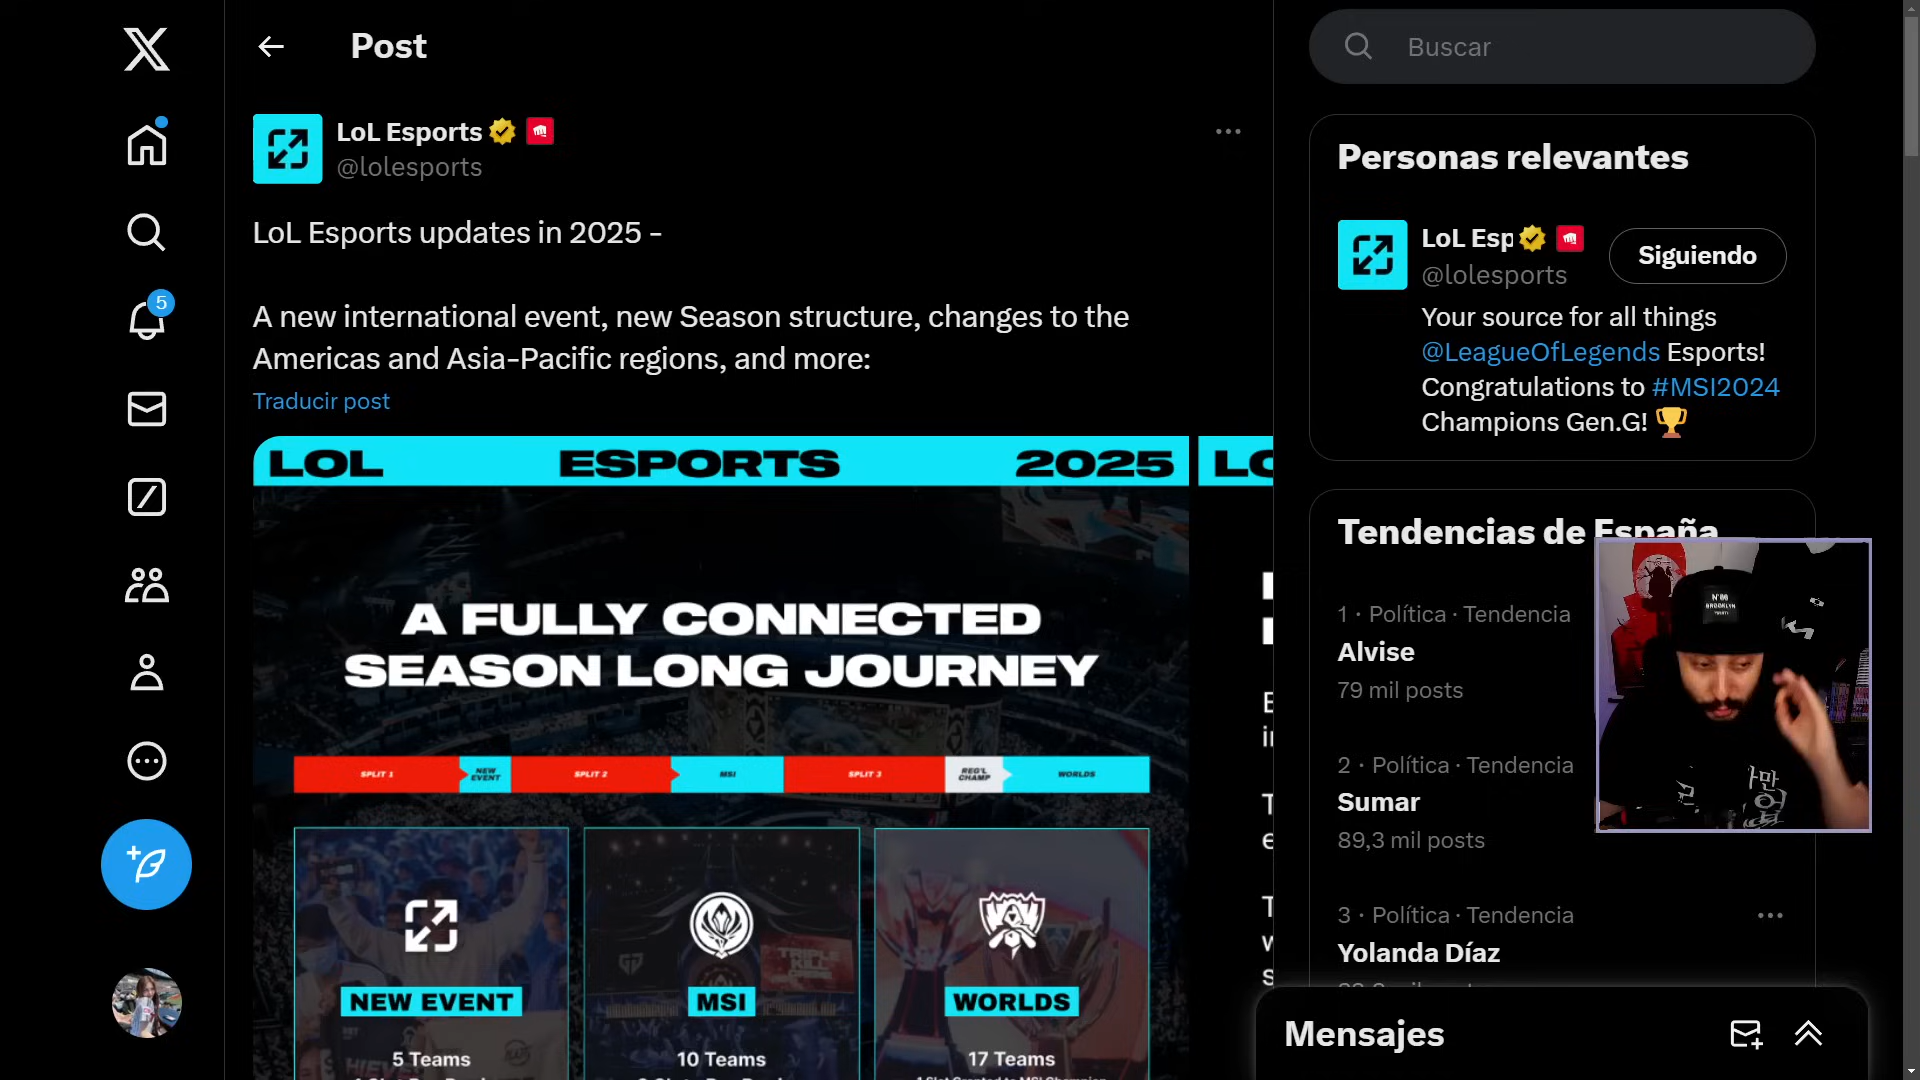 Post
Buscar
LoL Esports
@lolesports
LoL Esports updates in 2025 -
A new international event, new Season structure, changes to the
Americas and Asia-Pacific regions, and more:
Traducir post
LOL ESPORTS 2025
A FULLY CONNECTED
SEASON LONG JOURNEY
SPLIT 1
NEW
EVENT
SPLIT 2
MSI
SPLIT 3
REG'L
CHAMP
WORLDS
NEW EVENT
5 Teams
MSI
10 Teams
WORLDS
17 Teams
5
Personas relevantes
LoL Esp
@lolesports
Siguiendo
Your source for all things
@LeagueOfLegends Esports!
Congratulations to #MSI2024
Champions Gen.G!
Tendencias de España
1 · Política · Tendencia
Alvise
79 mil posts
2 · Política · Tendencia
Sumar
89,3 mil posts
3 · Política · Tendencia
Yolanda Díaz
Nº00
BROOKLYN
Mensajes